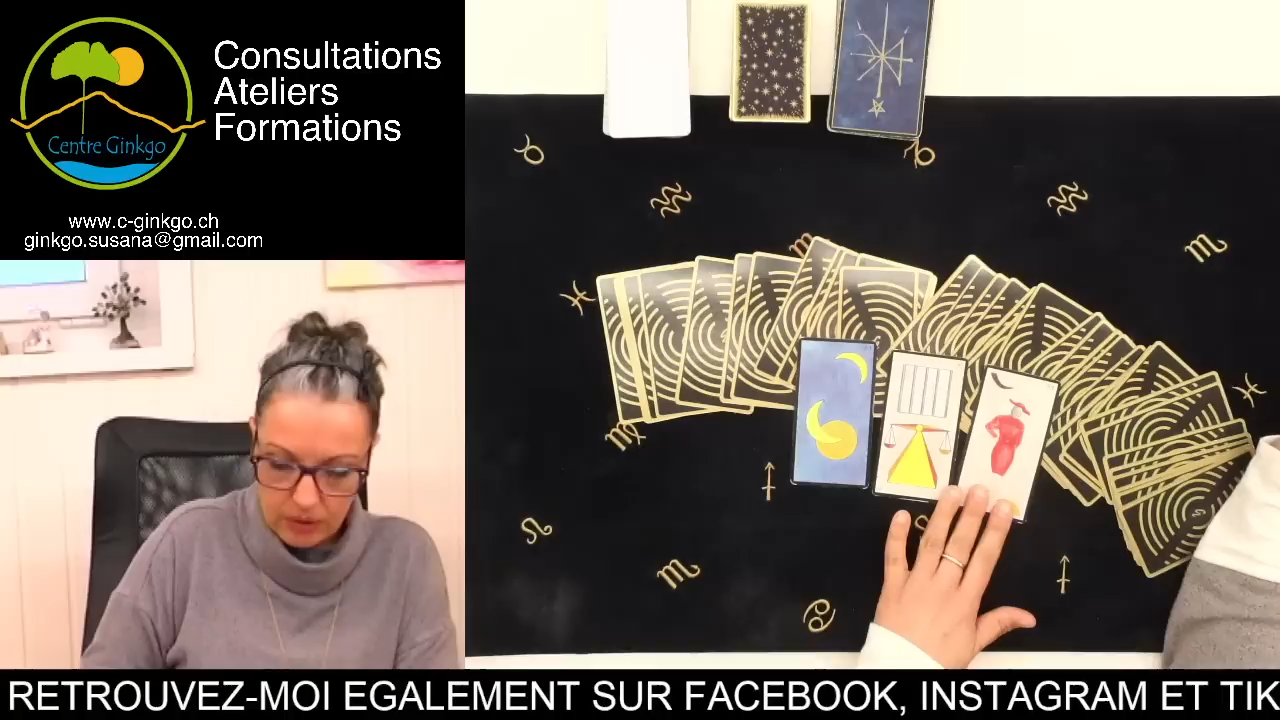 Consultations
Ateliers
Formations
Centre Ginkgo
www.c-ginkgo.ch
ginkgo.susana@gmail.com
RETROUVEZ-MOI EGALEMENT SUR FACEBOOK, INSTAGRAM ET TIK